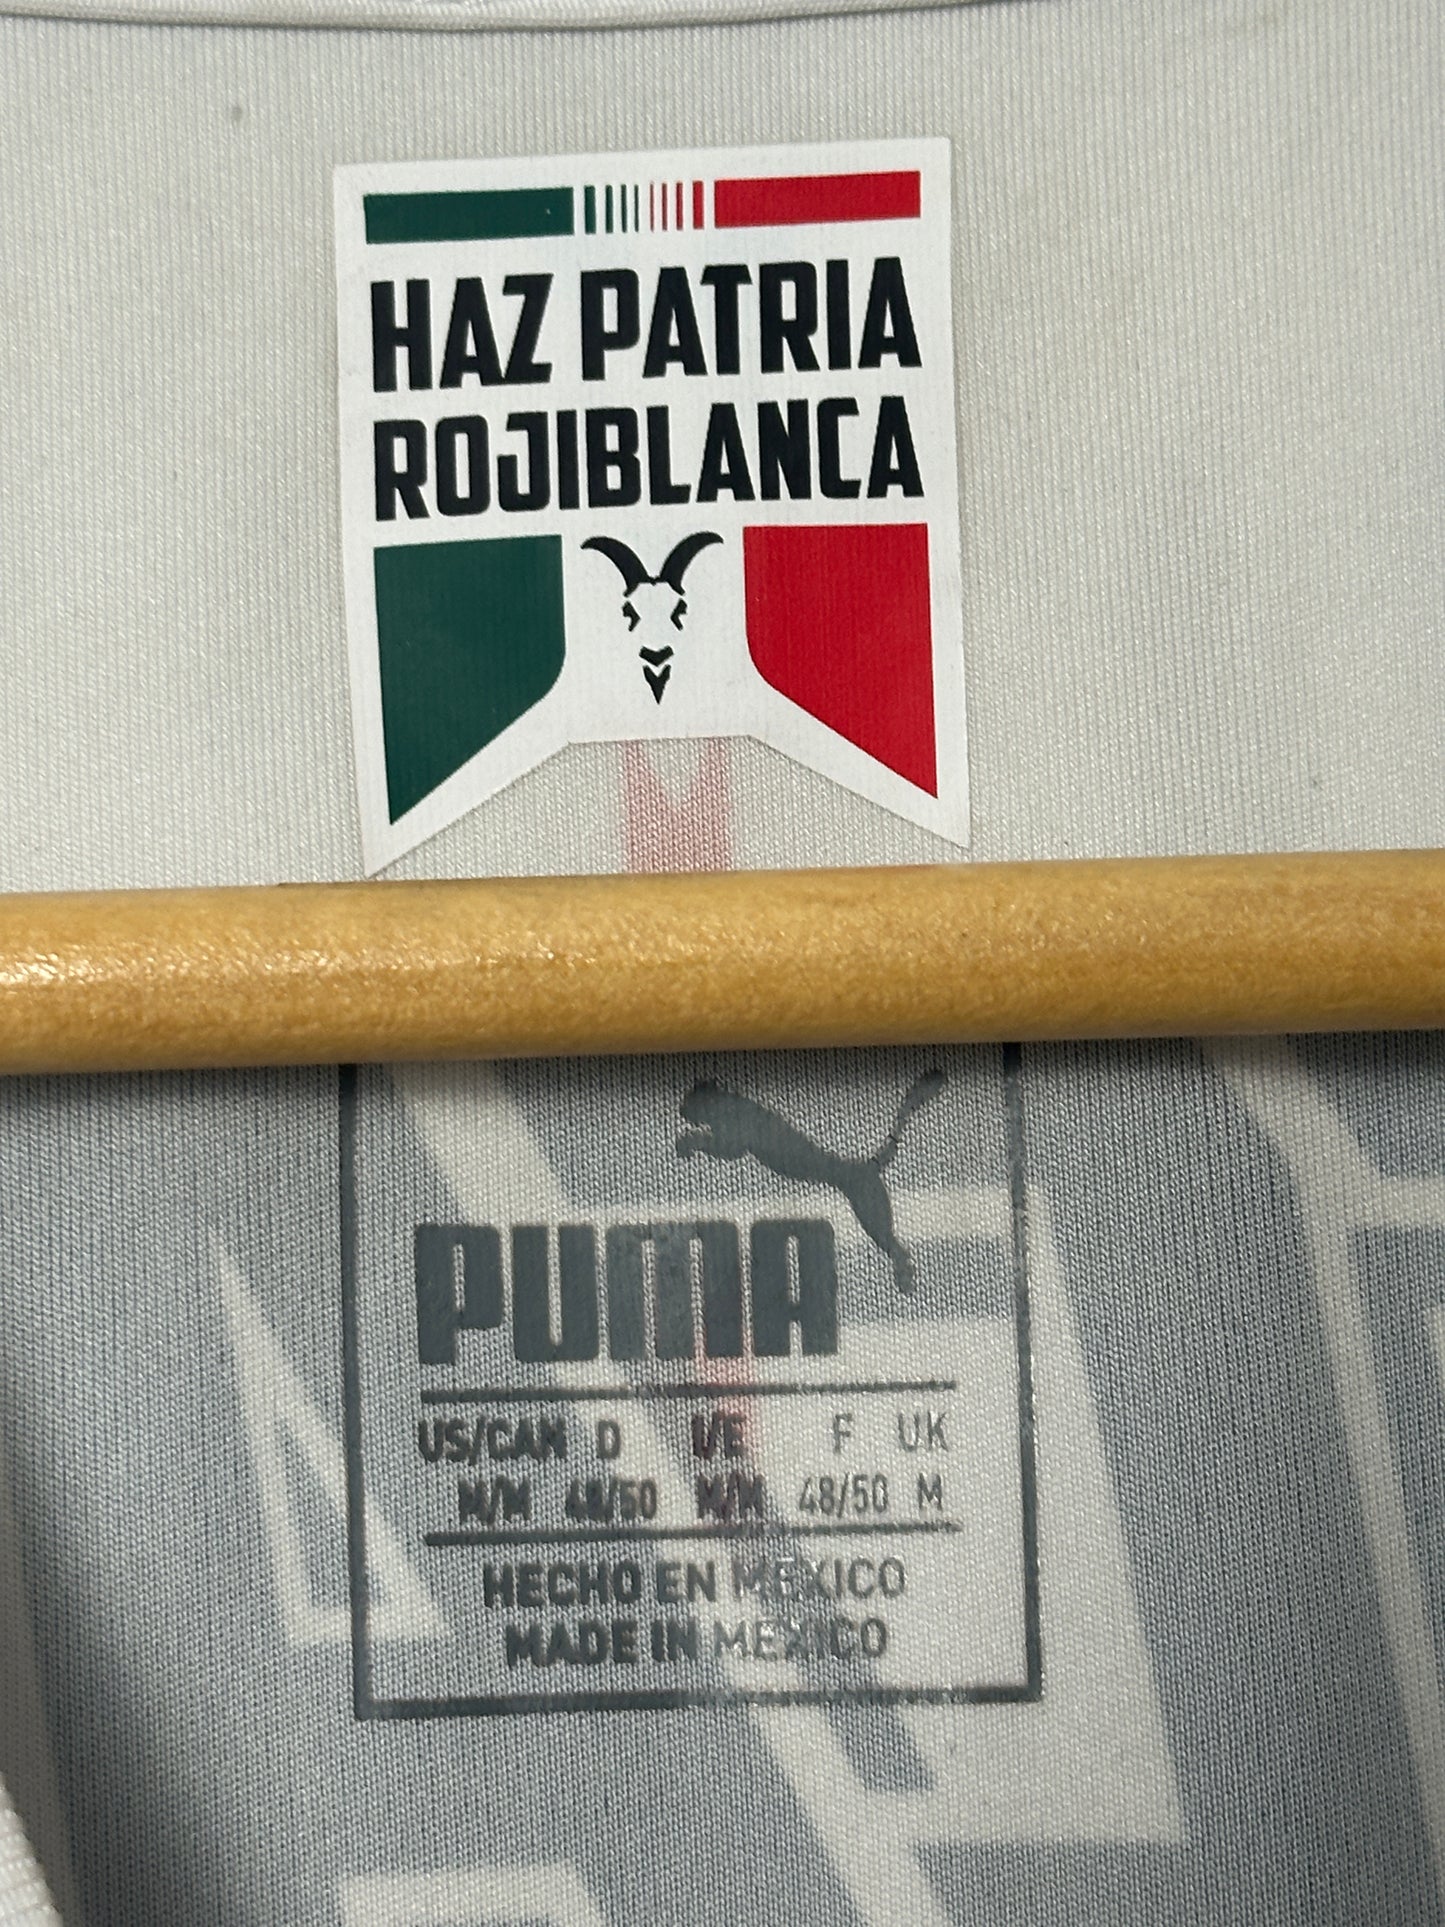 HAZ PATRIA
ROJIBLANCA
PUMA
US/CAN D I/E F UK
M/M 48/50 M/M 48/50 M
HECHO EN MEXICO
MADE IN MEXICO